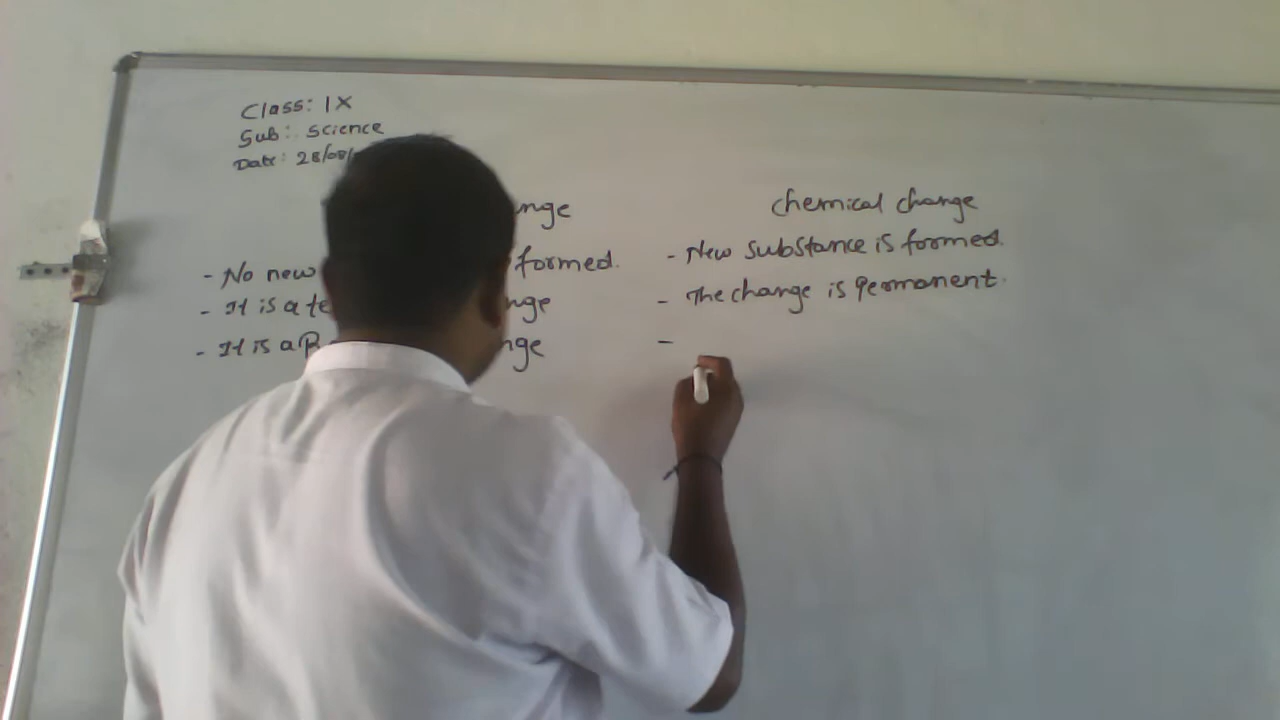 Class: IX
Sub: Science
Date: 28/08/
nge
chemical change
- No new formed.
- New substance is formed.
- It is a te nge
- The change is permanent.
- It is a R nge
-